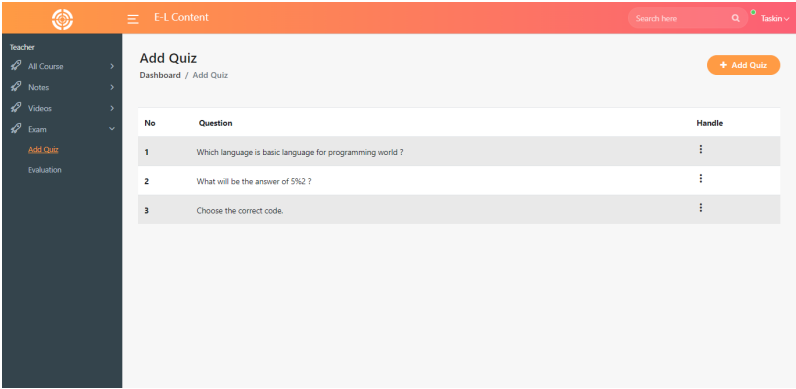 E-L Content
Search here
Taskin
Teacher
All Course
Notes
Videos
Exam
Add Quiz
Evaluation
Add Quiz
Dashboard / Add Quiz
+ Add Quiz
No Question Handle
1 Which language is basic language for programming world ?
2 What will be the answer of 5%2 ?
3 Choose the correct code.